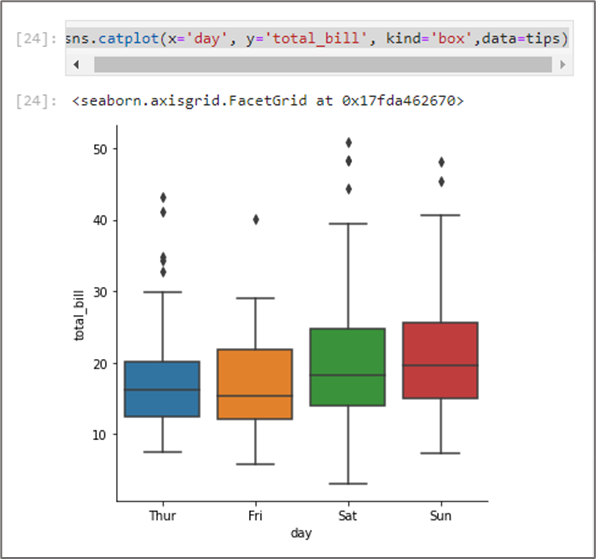 [24]: sns.catplot(x='day', y='total_bill', kind='box',data=tips)
[24]: <seaborn.axisgrid.FacetGrid at 0x17fda462670>
50
40
30
20
10
total_bill
Thur Fri Sat Sun
day